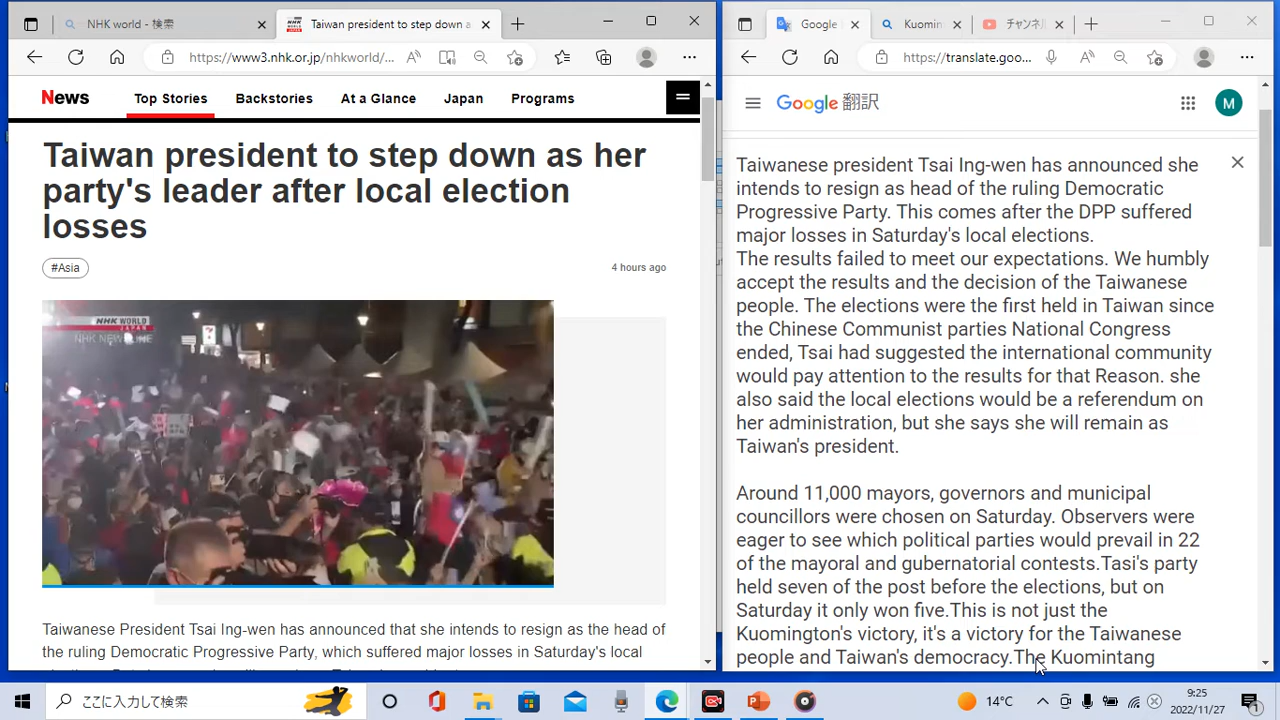 NHK world - 検索
Taiwan president to step down a
https://www3.nhk.or.jp/nhkworld/...
News
Top Stories
Backstories
At a Glance
Japan
Programs
Taiwan president to step down as her
party's leader after local election
losses
#Asia
4 hours ago
NHK WORLD
JAPAN
NHK NEWSLINE
Taiwanese President Tsai Ing-wen has announced that she intends to resign as the head of
the ruling Democratic Progressive Party, which suffered major losses in Saturday's local
Google
Kuomin
チャンネル
https://translate.goo...
Google 翻訳
M
Taiwanese president Tsai Ing-wen has announced she
intends to resign as head of the ruling Democratic
Progressive Party. This comes after the DPP suffered
major losses in Saturday's local elections.
The results failed to meet our expectations. We humbly
accept the results and the decision of the Taiwanese
people. The elections were the first held in Taiwan since
the Chinese Communist parties National Congress
ended, Tsai had suggested the international community
would pay attention to the results for that Reason. she
also said the local elections would be a referendum on
her administration, but she says she will remain as
Taiwan's president.
Around 11,000 mayors, governors and municipal
councillors were chosen on Saturday. Observers were
eager to see which political parties would prevail in 22
of the mayoral and gubernatorial contests.Tasi's party
held seven of the post before the elections, but on
Saturday it only won five.This is not just the
Kuomington's victory, it's a victory for the Taiwanese
people and Taiwan's democracy.The Kuomintang
ここに入力して検索
14°C
9:25
2022/11/27
1